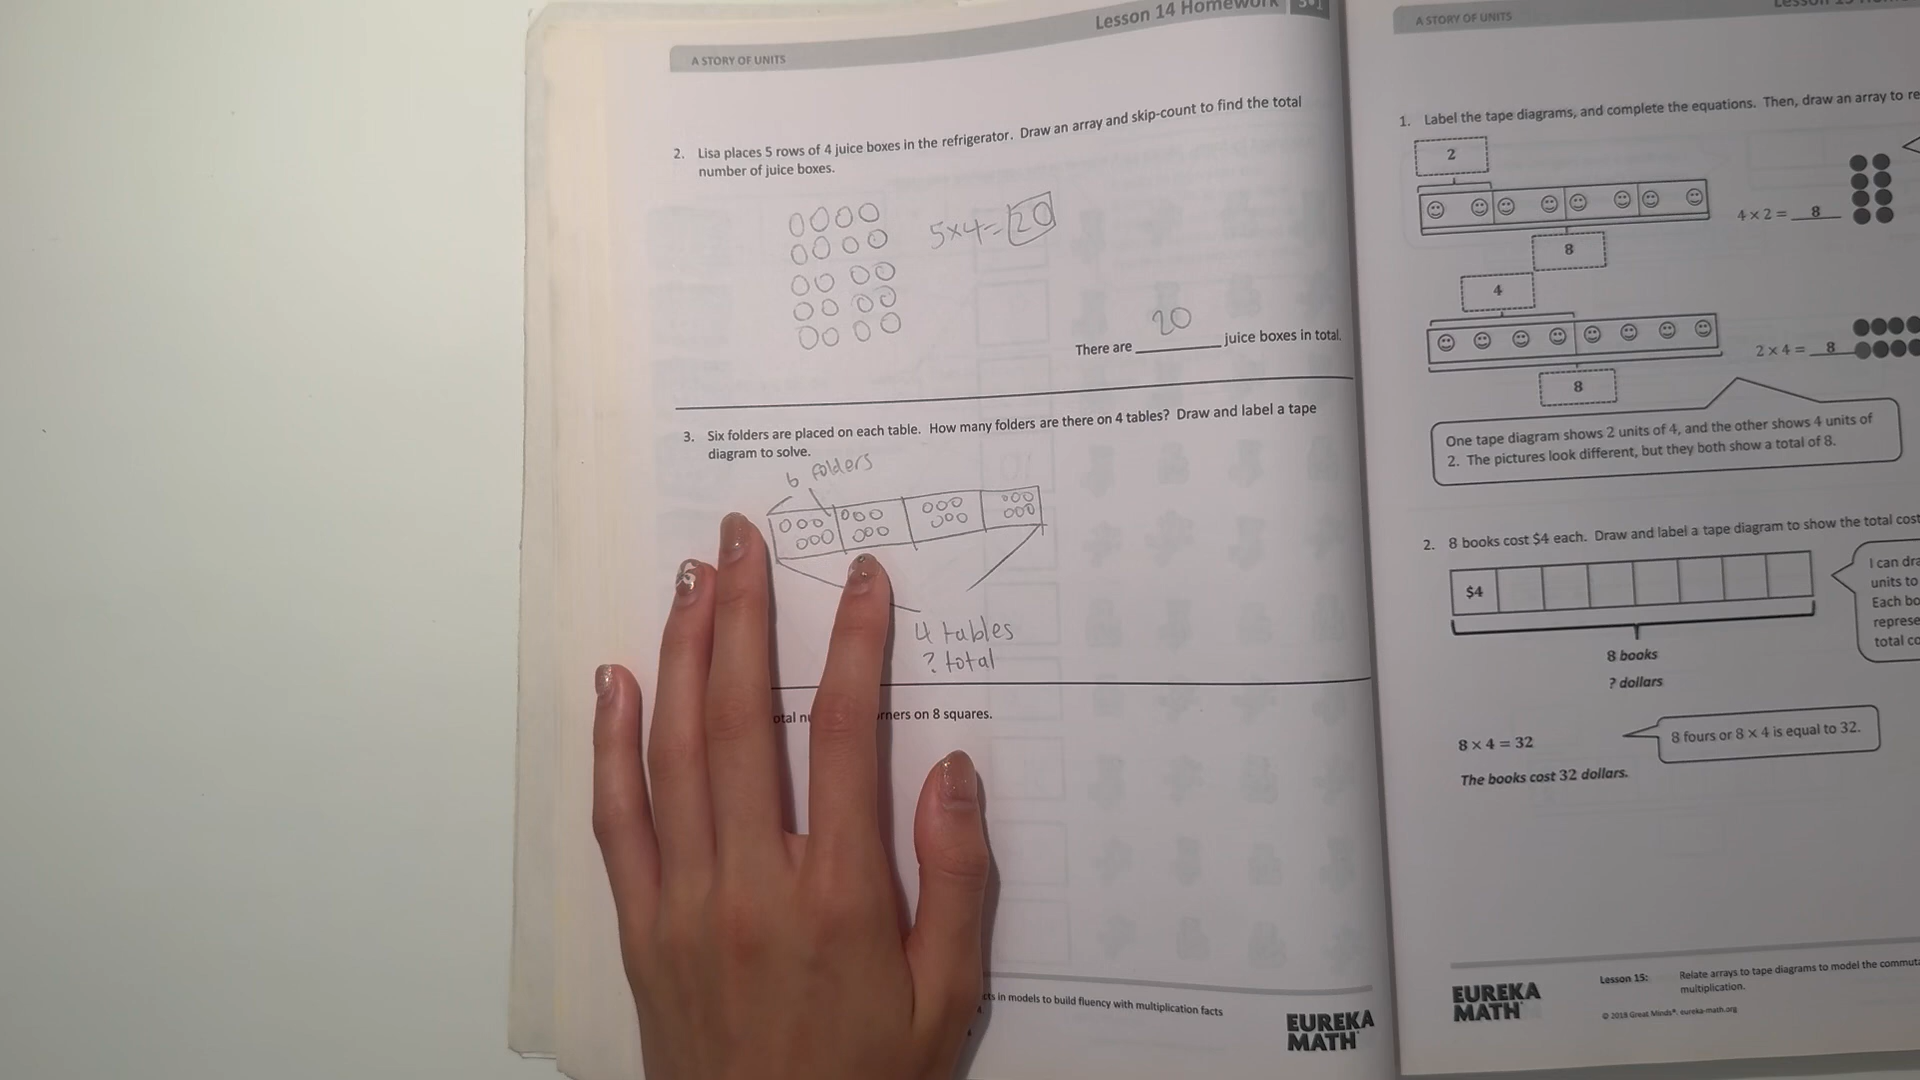 A STORY OF UNITS
Lesson 14 Homework 3•1
2. Lisa places 5 rows of 4 juice boxes in the refrigerator. Draw an array and skip-count to find the total
number of juice boxes.
5x4=20
20
There are ________ juice boxes in total.
3. Six folders are placed on each table. How many folders are there on 4 tables? Draw and label a tape
diagram to solve.
6 folders
4 tables
? total
on 8 squares.
in models to build fluency with multiplication facts
EUREKA
MATH
A STORY OF UNITS
1. Label the tape diagrams, and complete the equations. Then, draw an array to
2
4 x 2 = 8
8
4
2 x 4 = 8
8
One tape diagram shows 2 units of 4, and the other shows 4 units of
2. The pictures look different, but they both show a total of 8.
2. 8 books cost $4 each. Draw and label a tape diagram to show the total cost
$4
I can
units to
Each
total
8 books
? dollars
8 × 4 = 32
8 fours or 8 × 4 is equal to 32.
The books cost 32 dollars.
EUREKA
MATH
Lesson 15:
Relate arrays to tape diagrams to model the
multiplication.
© 2018 Great Minds®. eureka-math.org